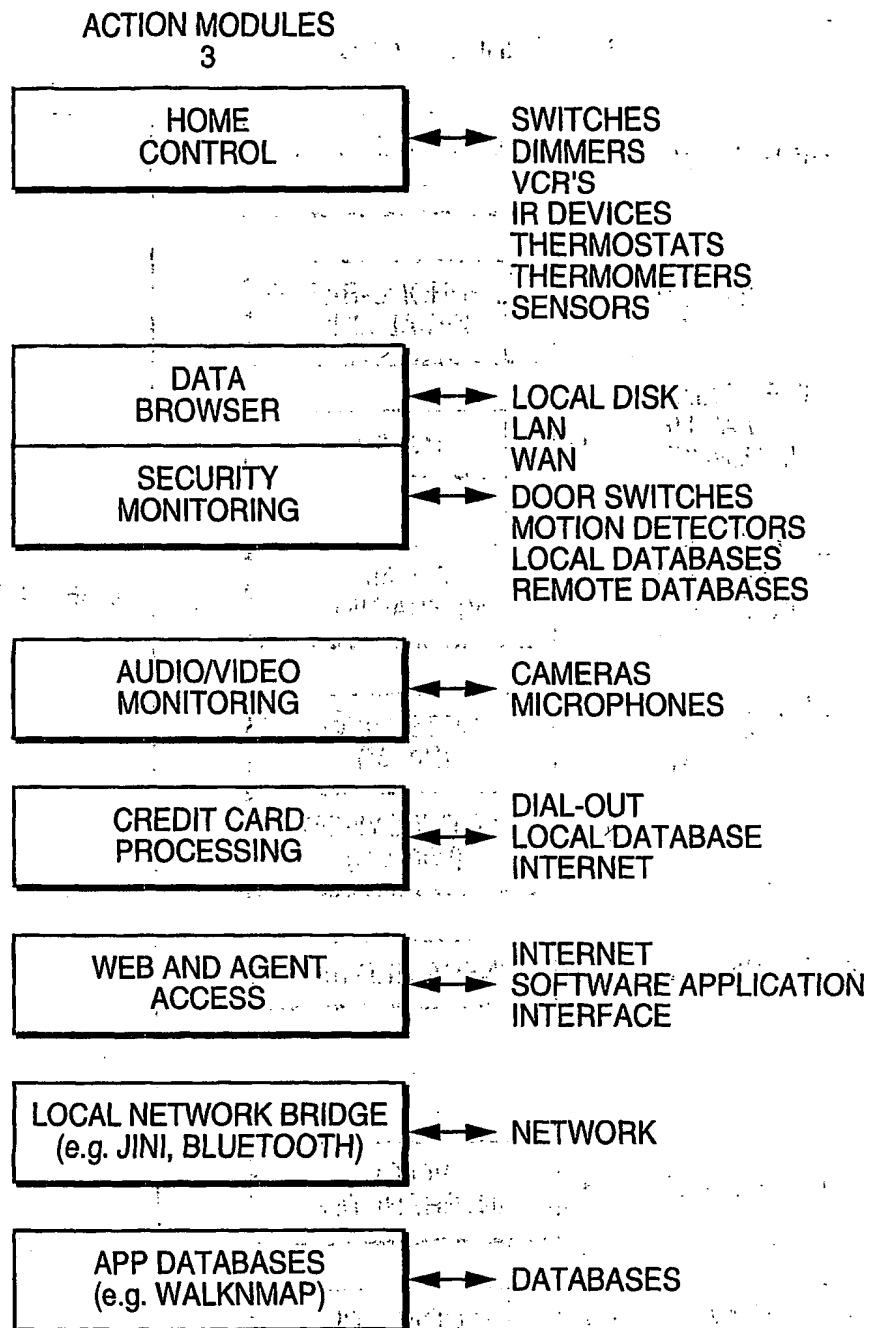 ACTION MODULES
3
HOME
CONTROL
SWITCHES
DIMMERS
VCR'S
IR DEVICES
THERMOSTATS
THERMOMETERS
SENSORS
DATA
BROWSER
LOCAL DISK
LAN
WAN
SECURITY
MONITORING
DOOR SWITCHES
MOTION DETECTORS
LOCAL DATABASES
REMOTE DATABASES
AUDIO/VIDEO
MONITORING
CAMERAS
MICROPHONES
CREDIT CARD
PROCESSING
DIAL-OUT
LOCAL DATABASE
INTERNET
WEB AND AGENT
ACCESS
INTERNET
SOFTWARE APPLICATION
INTERFACE
LOCAL NETWORK BRIDGE
(e.g. JINI, BLUETOOTH)
NETWORK
APP DATABASES
(e.g. WALKNMAP)
DATABASES